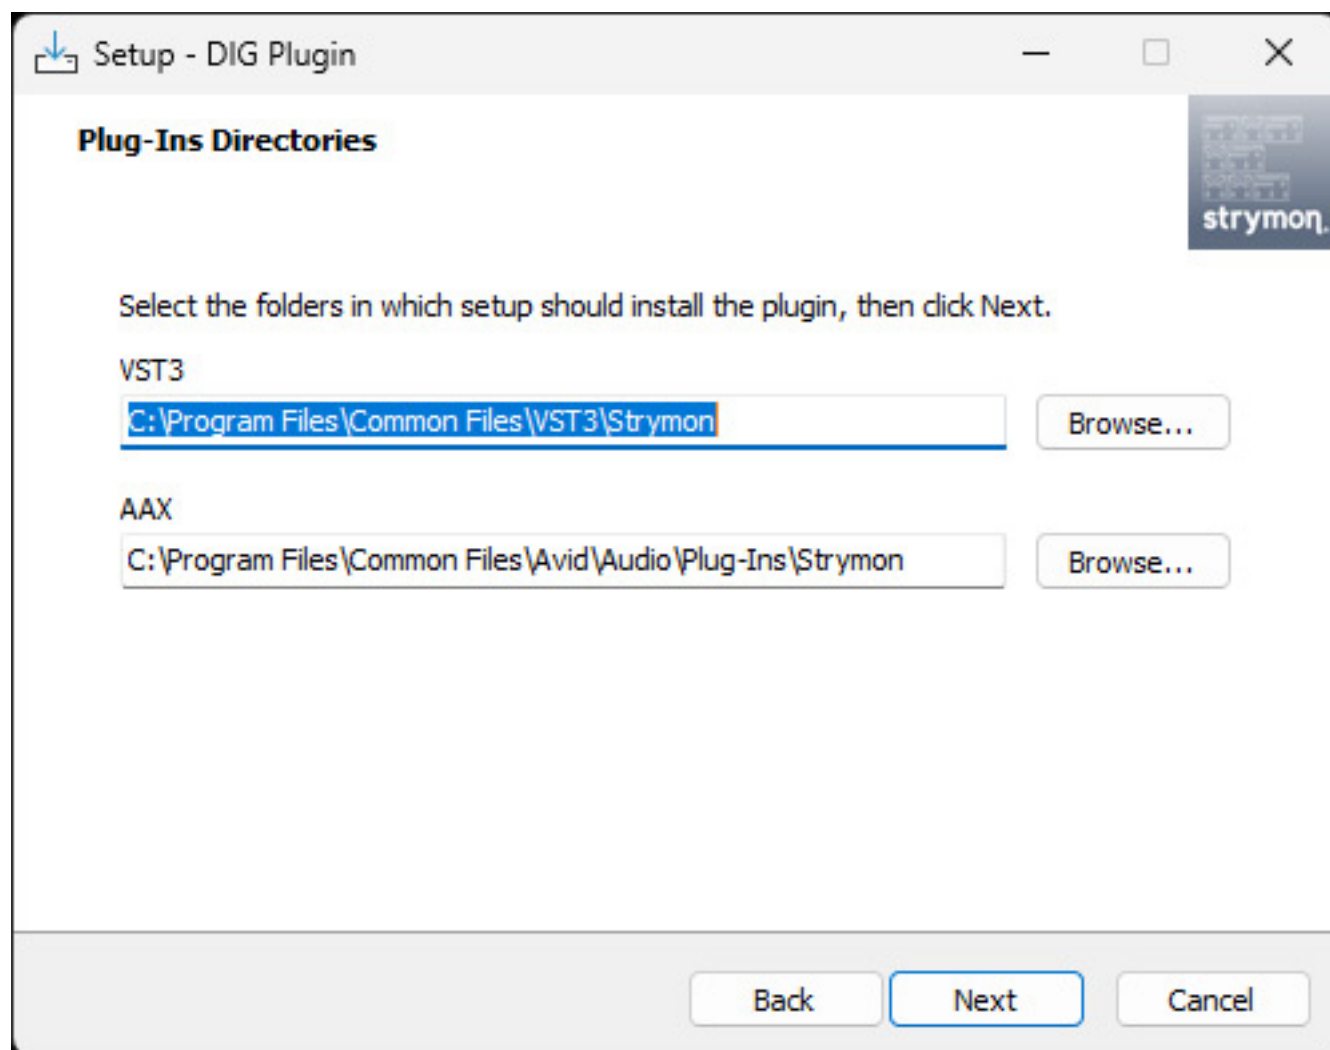 Setup - DIG Plugin
Plug-Ins Directories
strymon.
Select the folders in which setup should install the plugin, then click Next.
VST3
C:\Program Files\Common Files\VST3\Strymon
Browse...
AAX
C:\Program Files\Common Files\Avid\Audio\Plug-Ins\Strymon
Browse...
Back
Next
Cancel